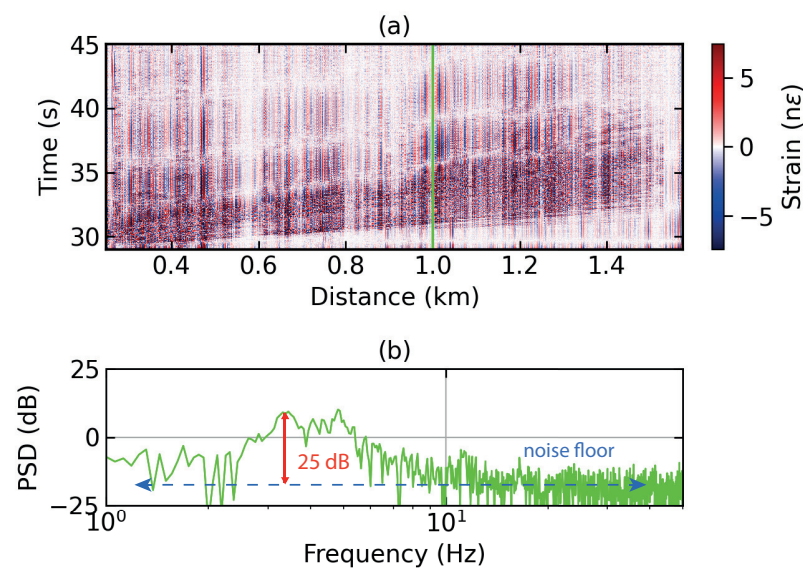 (a)
45
40
35
30
Time (s)
0.4 0.6 0.8 1.0 1.2 1.4
Distance (km)
5
0
−5
Strain (nε)
(b)
25
0
−25
PSD (dB)
25 dB
noise floor
10⁰ 10¹
Frequency (Hz)